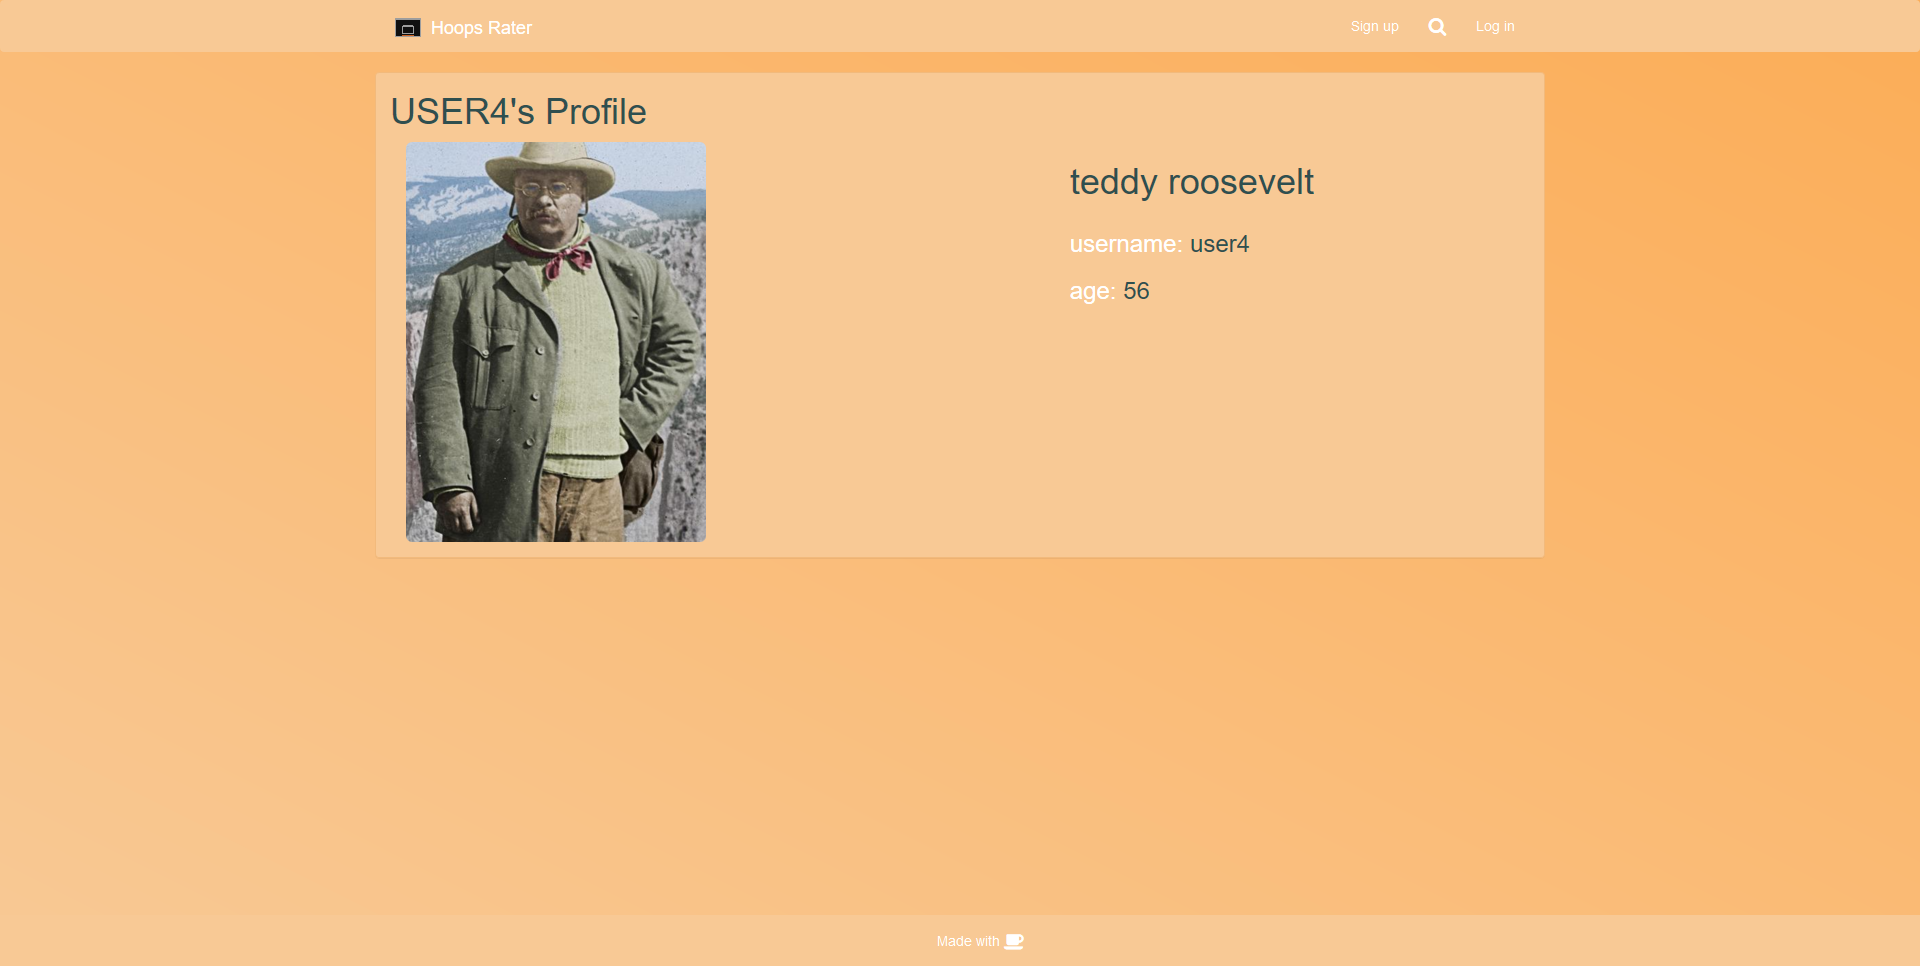 Hoops Rater
Sign up
Log in
USER4's Profile
teddy roosevelt
username: user4
age: 56
Made with